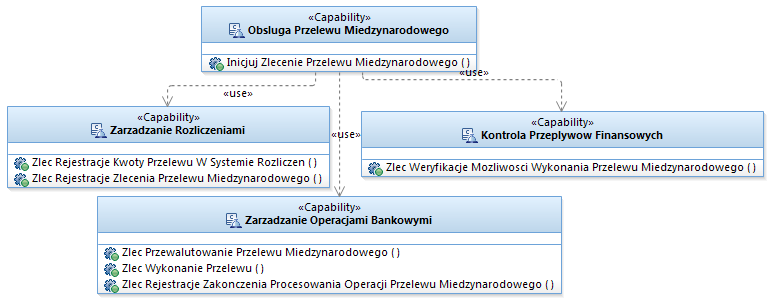 «Capability»
Obsluga Przelewu Miedzynarodowego
Inicjuj Zlecenie Przelewu Miedzynarodowego ( )
«use»
«use»
«use»
«Capability»
Zarzadzanie Rozliczeniami
Zlec Rejestracje Kwoty Przelewu W Systemie Rozliczen ( )
Zlec Rejestracje Zlecenia Przelewu Miedzynarodowego ( )
«Capability»
Kontrola Przeplywow Finansowych
Zlec Weryfikacje Mozliwosci Wykonania Przelewu Miedzynarodowego ( )
«Capability»
Zarzadzanie Operacjami Bankowymi
Zlec Przewalutowanie Przelewu Miedzynarodowego ( )
Zlec Wykonanie Przelewu ( )
Zlec Rejestracje Zakonczenia Procesowania Operacji Przelewu Miedzynarodowego ( )